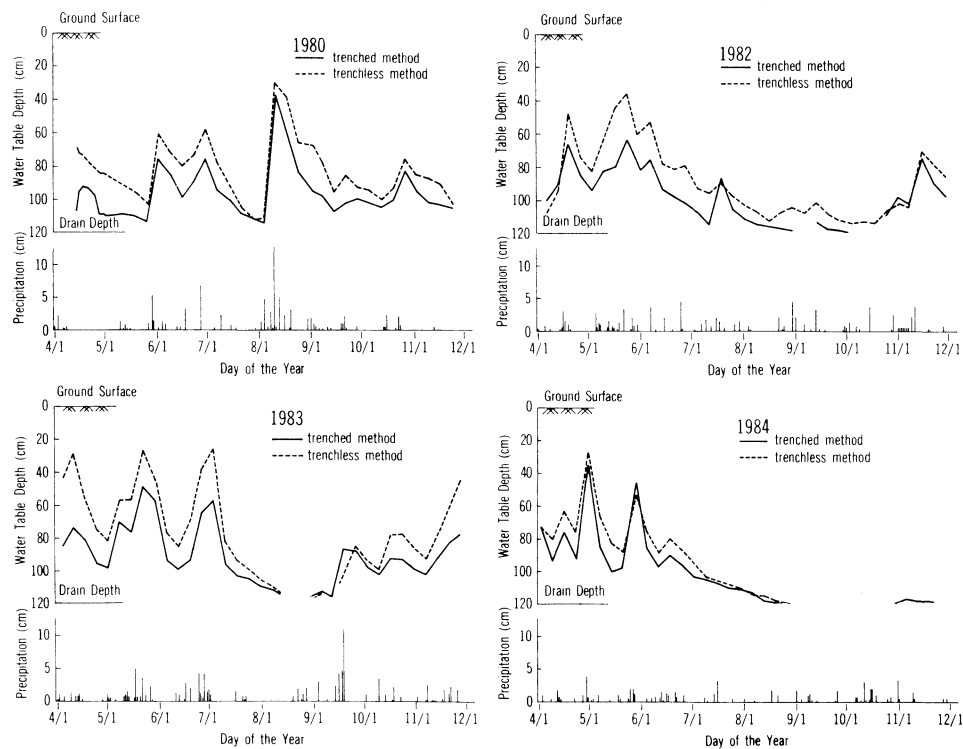 Ground Surface
1980
trenched method
trenchless method
Water Table Depth (cm)
0
20
40
60
80
100
120
Drain Depth
Precipitation (cm)
10
5
0
4/1 5/1 6/1 7/1 8/1 9/1 10/1 11/1 12/1
Day of the Year
Ground Surface
1982
trenched method
trenchless method
Water Table Depth (cm)
0
20
40
60
80
100
120
Drain Depth
Precipitation (cm)
10
5
0
4/1 5/1 6/1 7/1 8/1 9/1 10/1 11/1 12/1
Day of the Year
Ground Surface
1983
trenched method
trenchless method
Water Table Depth (cm)
0
20
40
60
80
100
120
Drain Depth
Precipitation (cm)
10
5
0
4/1 5/1 6/1 7/1 8/1 9/1 10/1 11/1 12/1
Day of the Year
Ground Surface
1984
trenched method
trenchless method
Water Table Depth (cm)
0
20
40
60
80
100
120
Drain Depth
Precipitation (cm)
10
5
0
4/1 5/1 6/1 7/1 8/1 9/1 10/1 11/1 12/1
Day of the Year